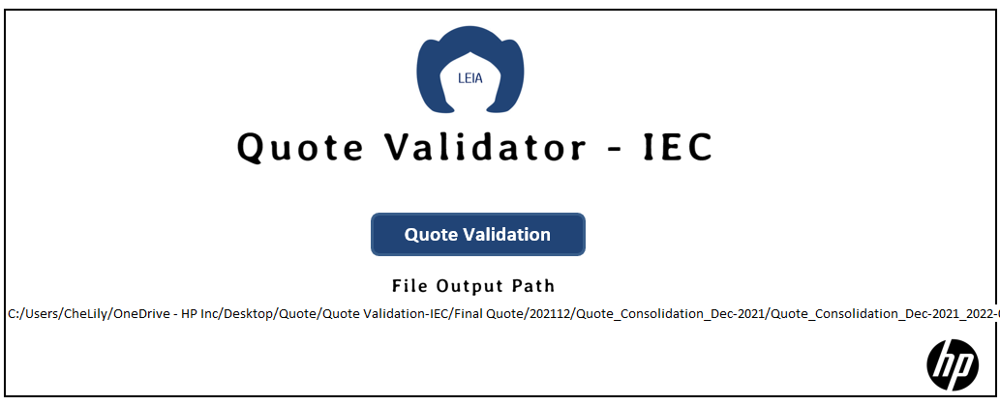 LEIA
Quote Validator - IEC
Quote Validation
File Output Path
C:/Users/CheLily/OneDrive - HP Inc/Desktop/Quote/Quote Validation-IEC/Final Quote/202112/Quote_Consolidation_Dec-2021/Quote_Consolidation_Dec-2021_2022-
hp